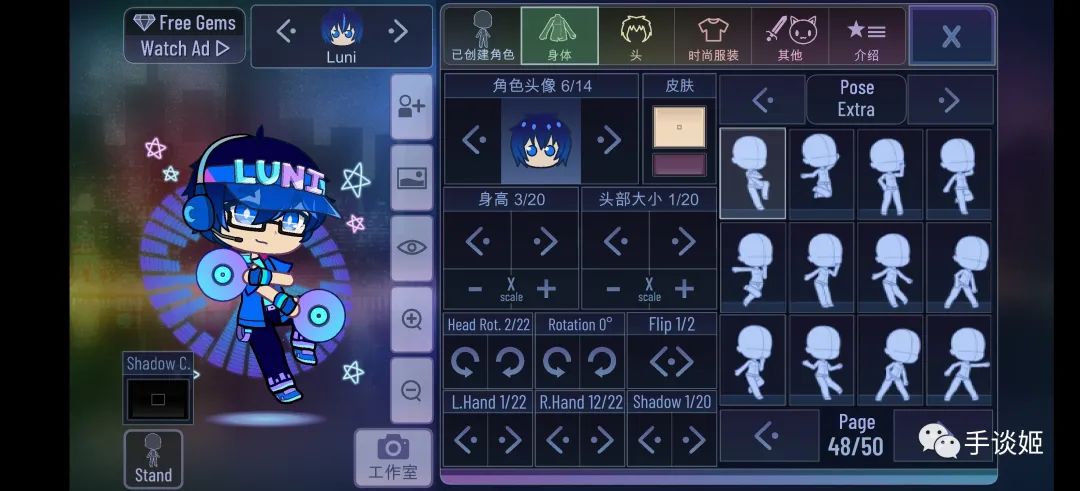 Free Gems
Watch Ad
Luni
LUNI
Shadow C.
Stand
工作室
已创建角色
身体
头
时尚服装
其他
介绍
X
角色头像 6/14
皮肤
Pose
Extra
身高 3/20
头部大小 1/20
X
scale
X
scale
Head Rot. 2/22
Rotation 0°
Flip 1/2
L.Hand 1/22
R.Hand 12/22
Shadow 1/20
Page
48/50
手谈姬